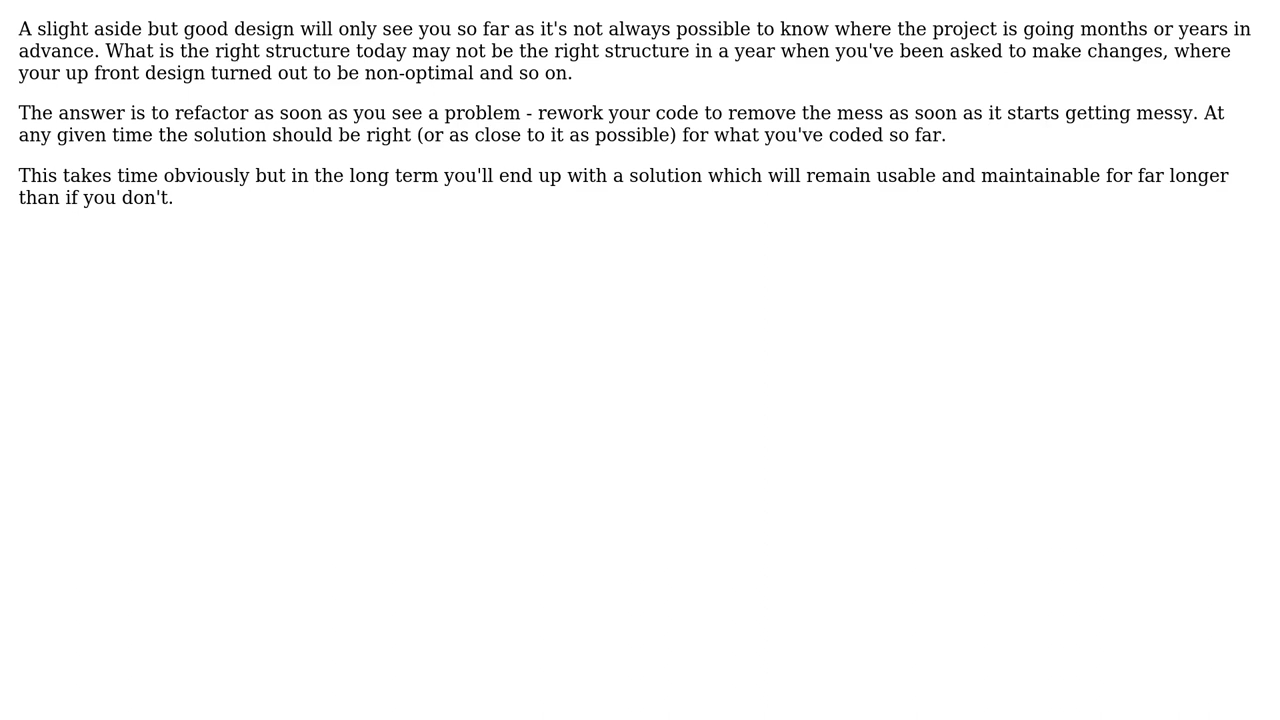 A slight aside but good design will only see you so far as it's not always possible to know where the project is going months or years in
advance. What is the right structure today may not be the right structure in a year when you've been asked to make changes, where
your up front design turned out to be non-optimal and so on.
The answer is to refactor as soon as you see a problem - rework your code to remove the mess as soon as it starts getting messy. At
any given time the solution should be right (or as close to it as possible) for what you've coded so far.
This takes time obviously but in the long term you'll end up with a solution which will remain usable and maintainable for far longer
than if you don't.